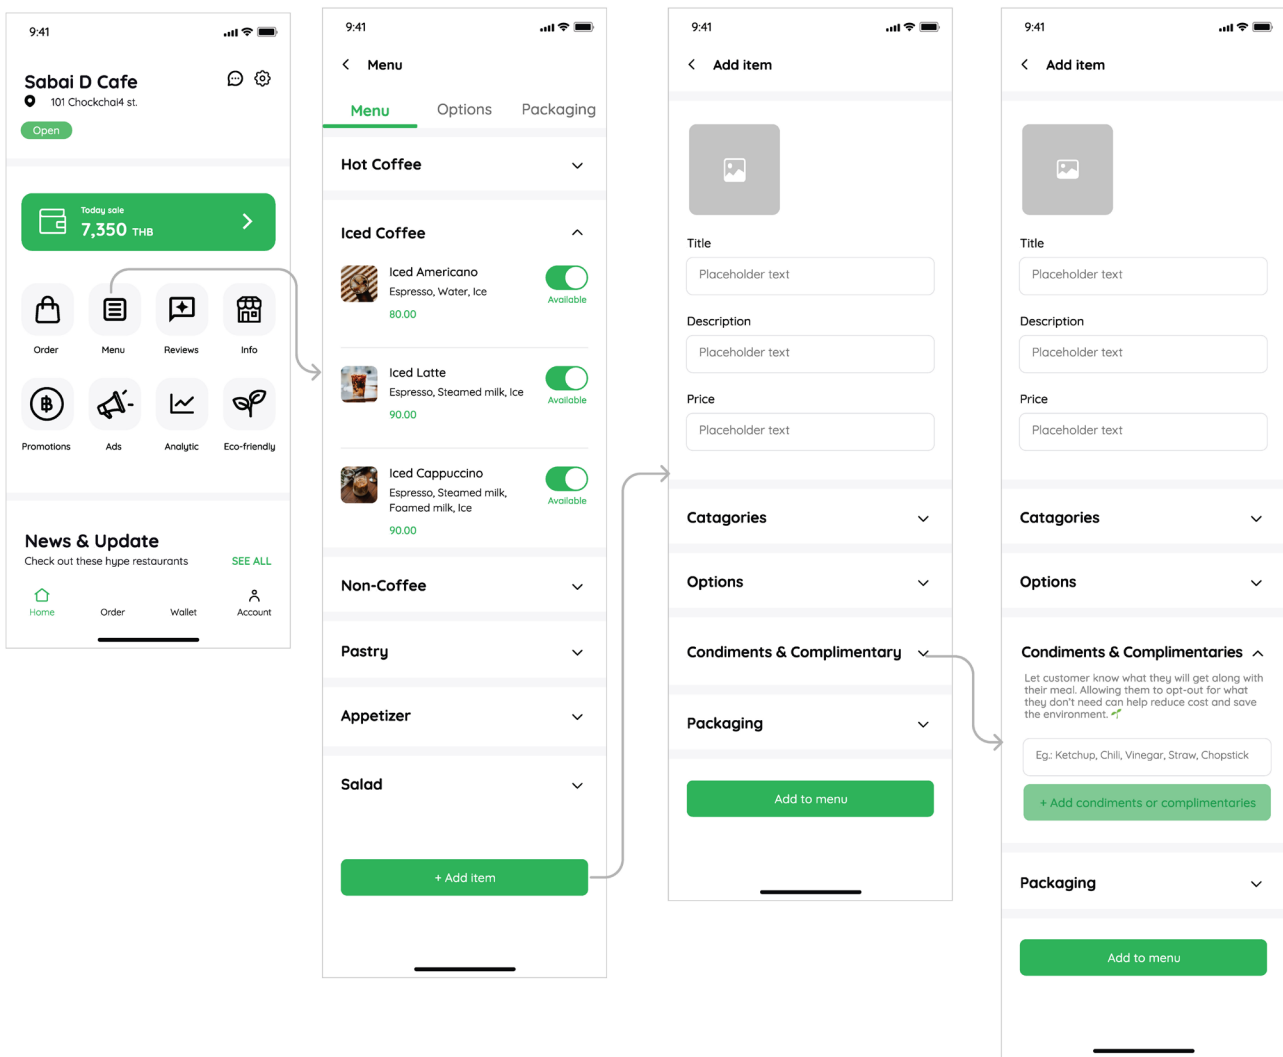 9:41
Sabai D Cafe
101 Chockchai4 st.
Open
Today sale
7,350 THB
Order
Menu
Reviews
Info
Promotions
Ads
Analytic
Eco-friendly
News & Update
Check out these hype restaurants
SEE ALL
Home
Order
Wallet
Account
9:41
Menu
Menu
Options
Packaging
Hot Coffee
Iced Coffee
Iced Americano
Espresso, Water, Ice
80.00
Available
Iced Latte
Espresso, Steamed milk, Ice
90.00
Available
Iced Cappuccino
Espresso, Steamed milk,
Foamed milk, Ice
90.00
Available
Non-Coffee
Pastry
Appetizer
Salad
+ Add item
9:41
Add item
Title
Placeholder text
Description
Placeholder text
Price
Placeholder text
Catagories
Options
Condiments & Complimentary
Packaging
Add to menu
9:41
Add item
Title
Placeholder text
Description
Placeholder text
Price
Placeholder text
Catagories
Options
Condiments & Complimentaries
Let customer know what they will get along with
their meal. Allowing them to opt-out for what
they don't need can help reduce cost and save
the environment. 🌱
Eg.: Ketchup, Chili, Vinegar, Straw, Chopstick
+ Add condiments or complimentaries
Packaging
Add to menu